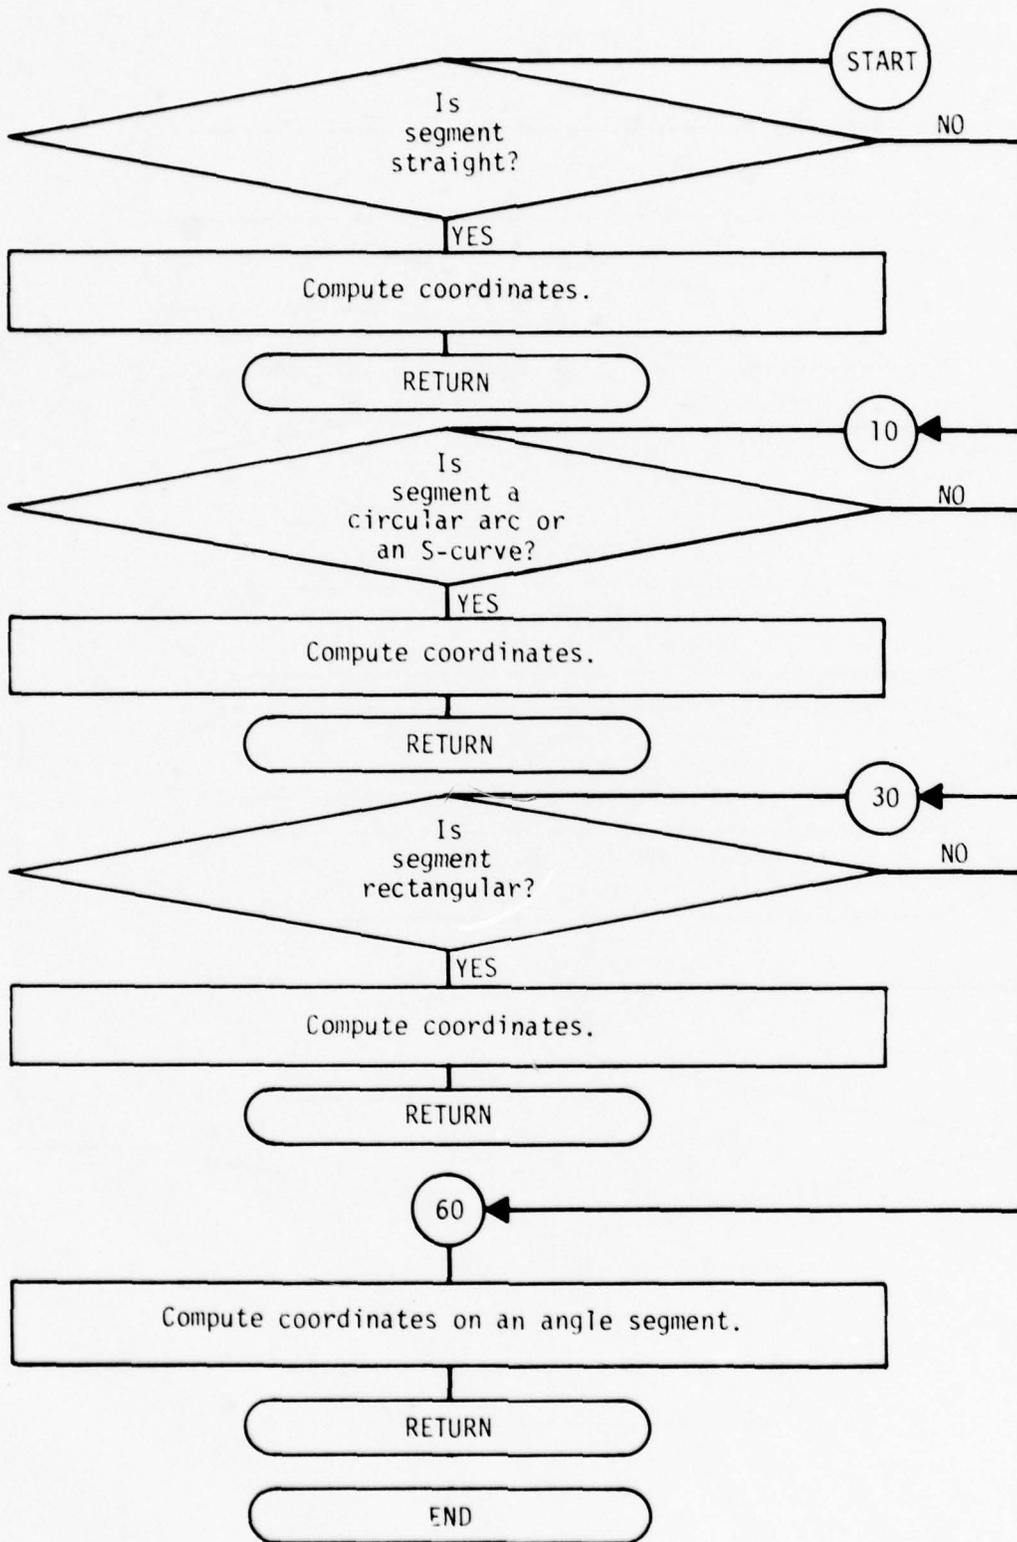 START
Is
segment
straight?
NO
YES
Compute coordinates.
RETURN
10
Is
segment a
circular arc or
an S-curve?
NO
YES
Compute coordinates.
RETURN
30
Is
segment
rectangular?
NO
YES
Compute coordinates.
RETURN
60
Compute coordinates on an angle segment.
RETURN
END